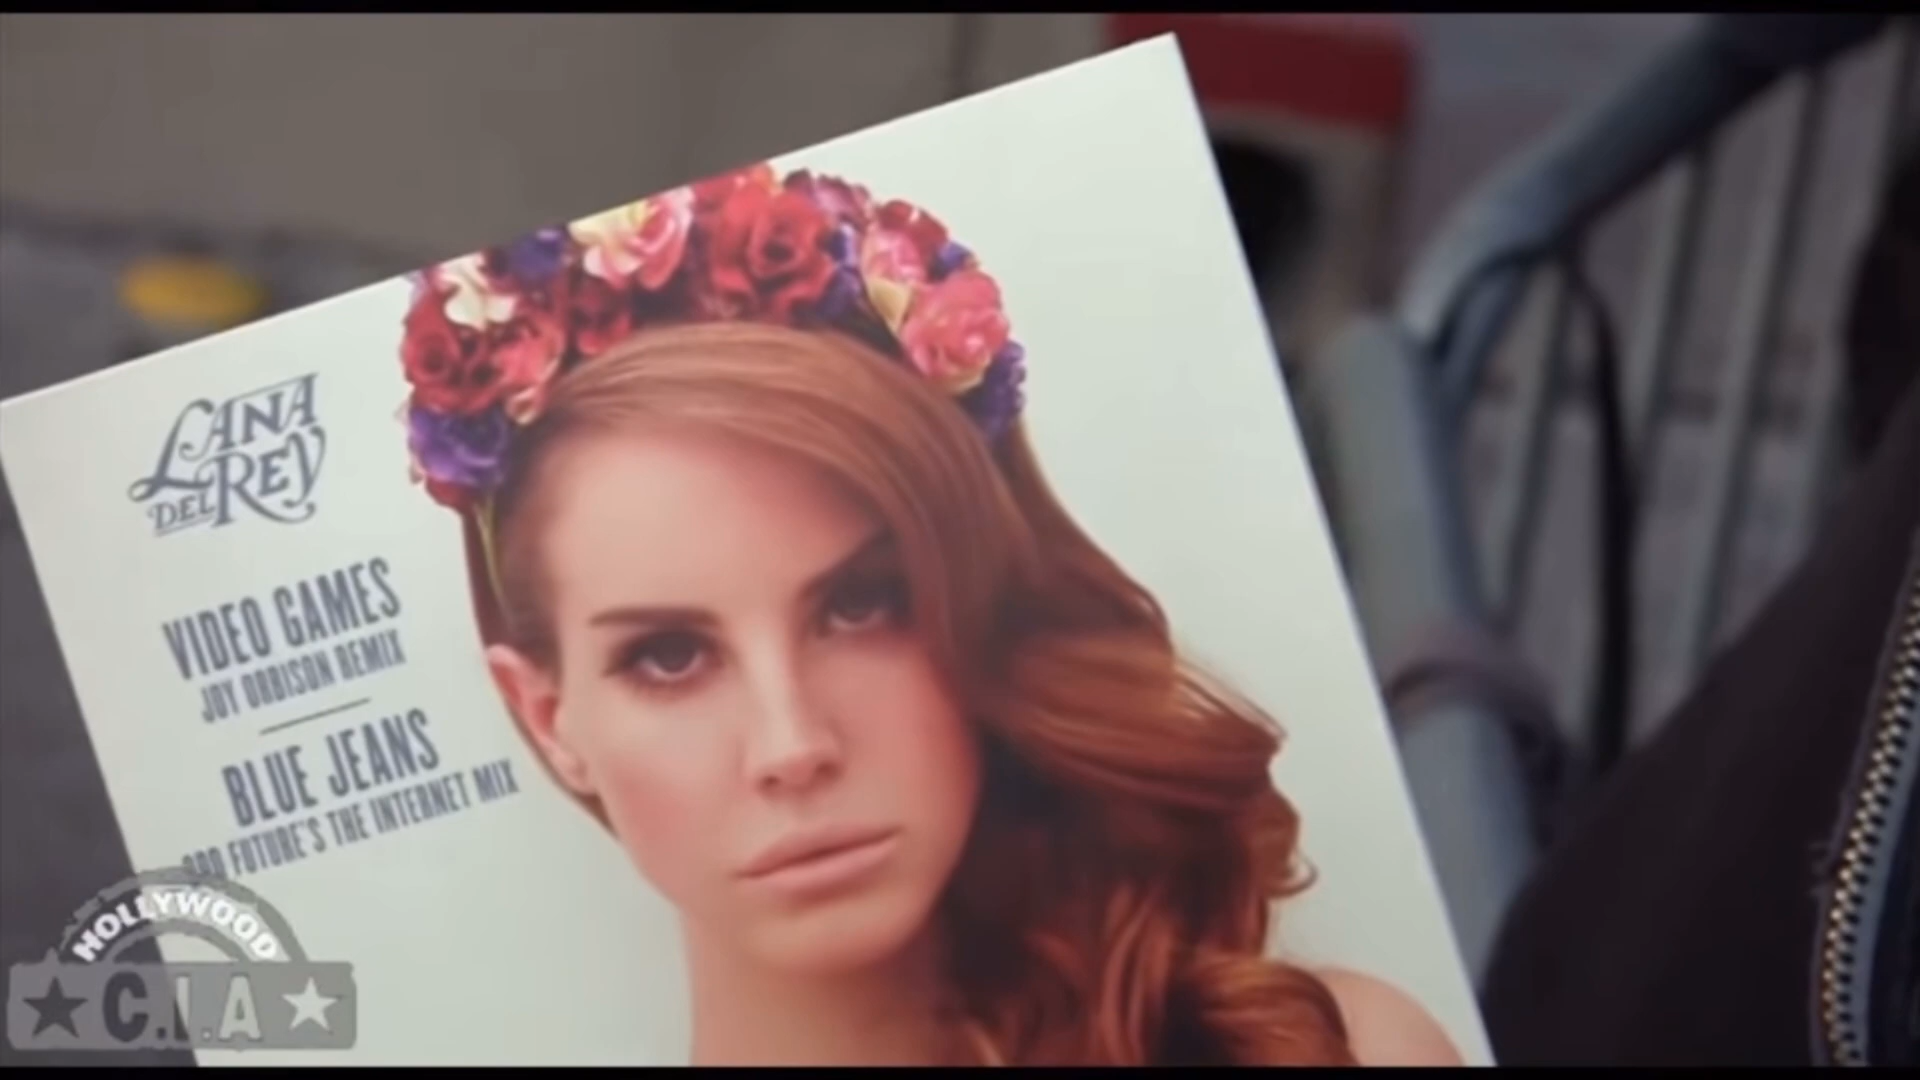 LANA
DEL REY
VIDEO GAMES
JOY ORBISON REMIX
BLUE JEANS
FUTURE'S THE INTERNET MIX
HOLLYWOOD
C.I.A